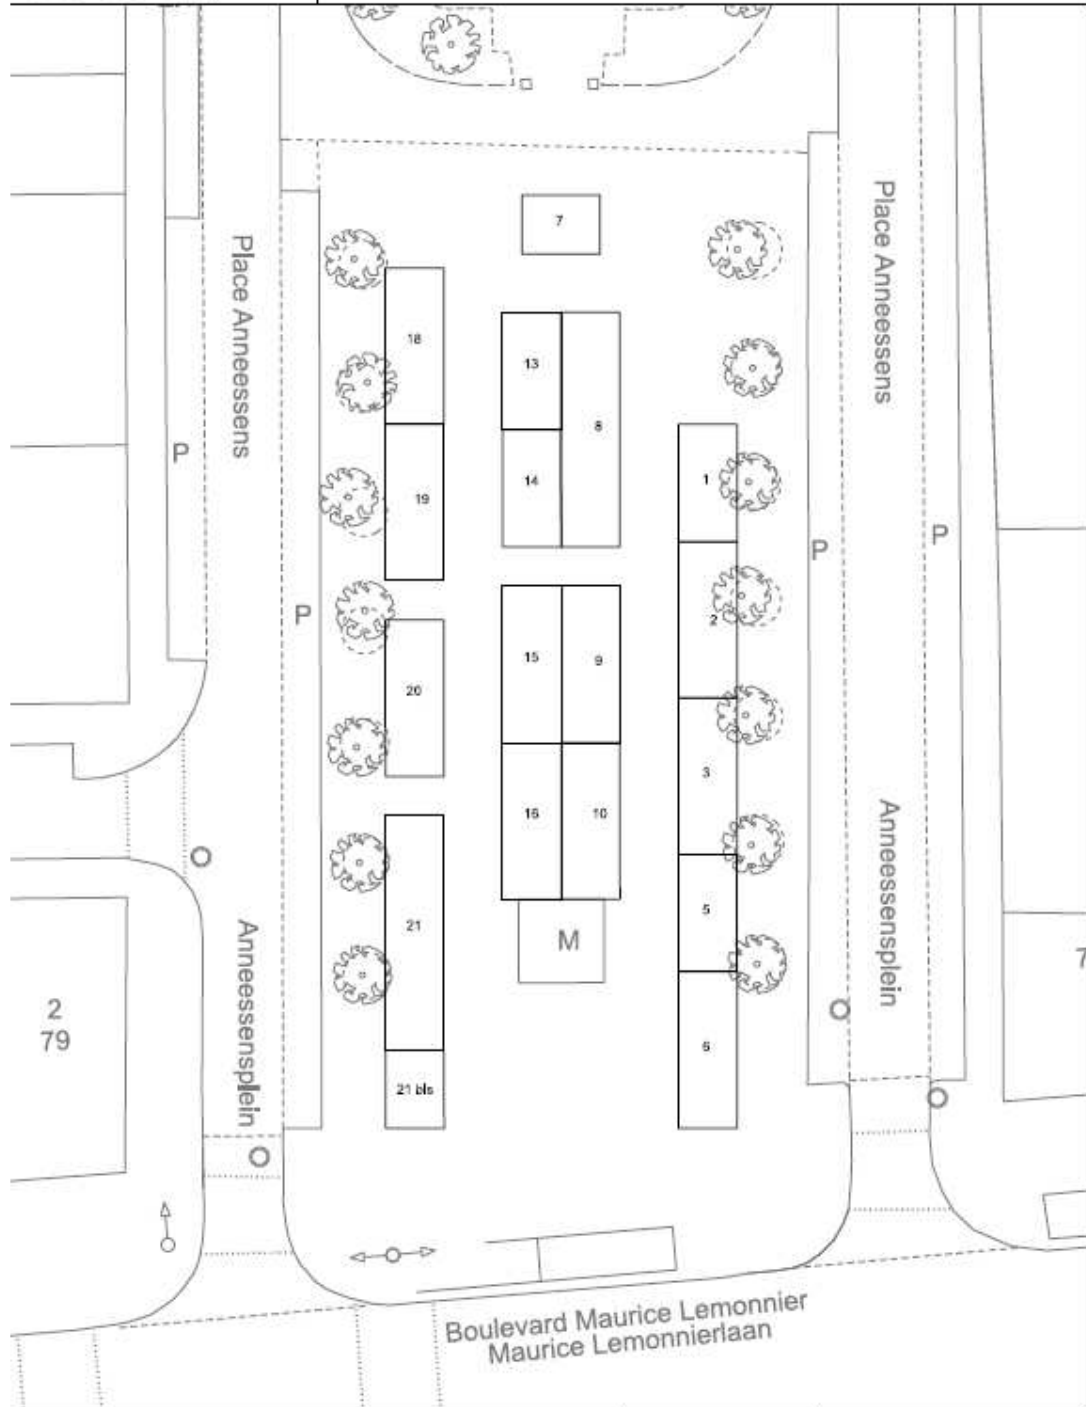 7
Place Anneessens
Place Anneessens
18
13
8
P
19
14
1
P
P
P
2
15
9
20
3
16
10
21
M
5
Anneessensplein
Anneessensplein
7
2
79
6
21 bis
Boulevard Maurice Lemonnier
Maurice Lemonnierlaan